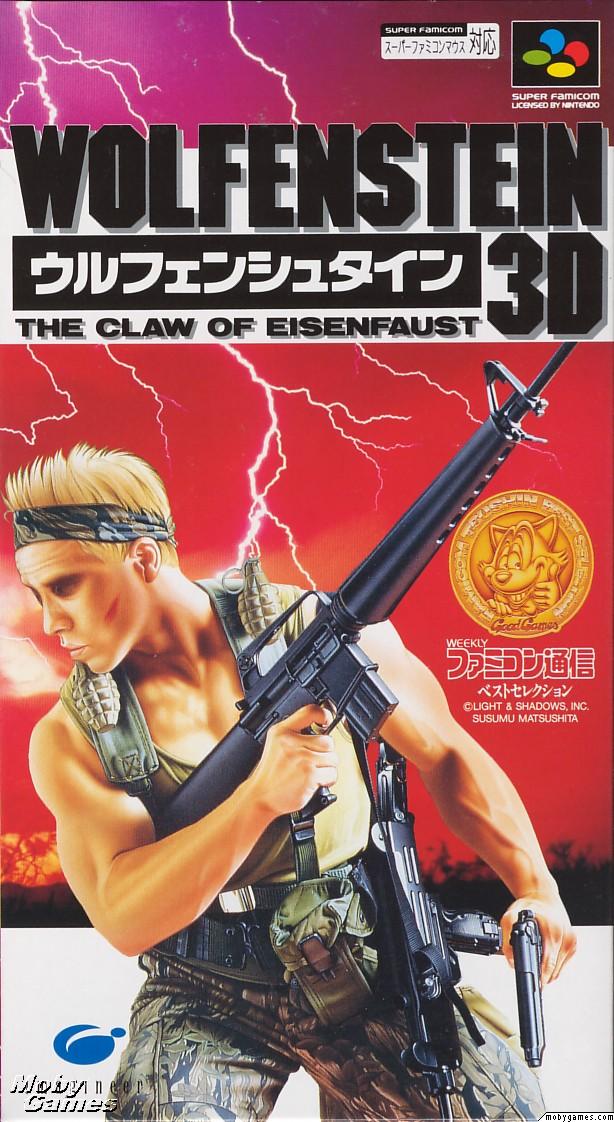 SUPER FAMICOM
スーパーファミコンマウス 対応
SUPER FAMICOM
LICENSED BY NINTENDO
WOLFENSTEIN
ウルフェンシュタイン 3D
THE CLAW OF EISENFAUST
Good Games
WEEKLY
ファミコン通信
ベストセレクション
©LIGHT & SHADOWS, INC.
SUSUMU MATSUSHITA
Moby
Games
mobygames.com